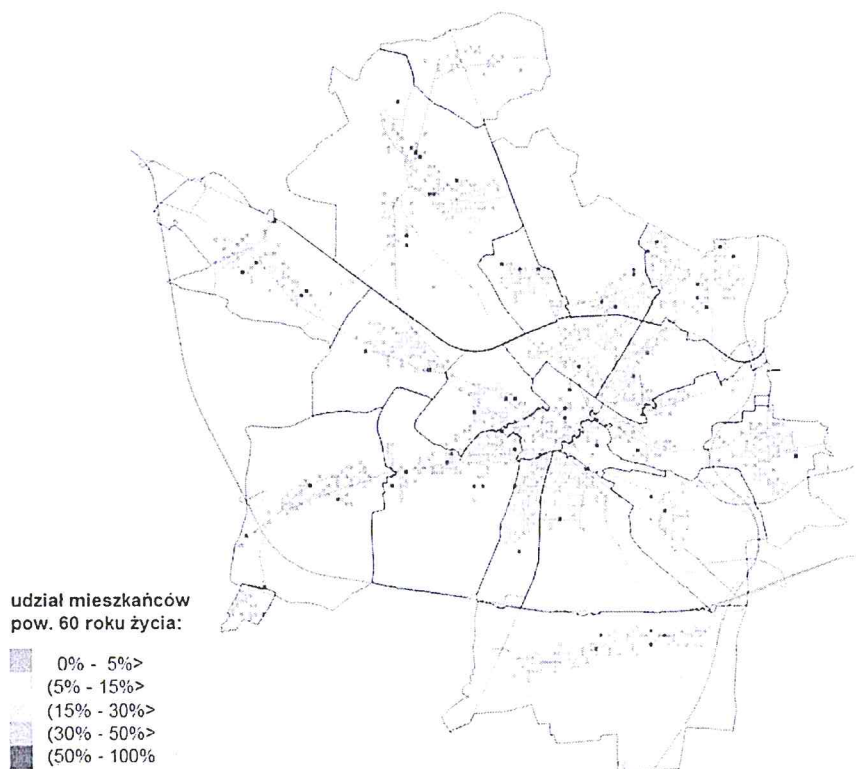 udział mieszkańców
pow. 60 roku życia:
0% - 5%>
(5% - 15%>
(15% - 30%>
(30% - 50%>
(50% - 100%